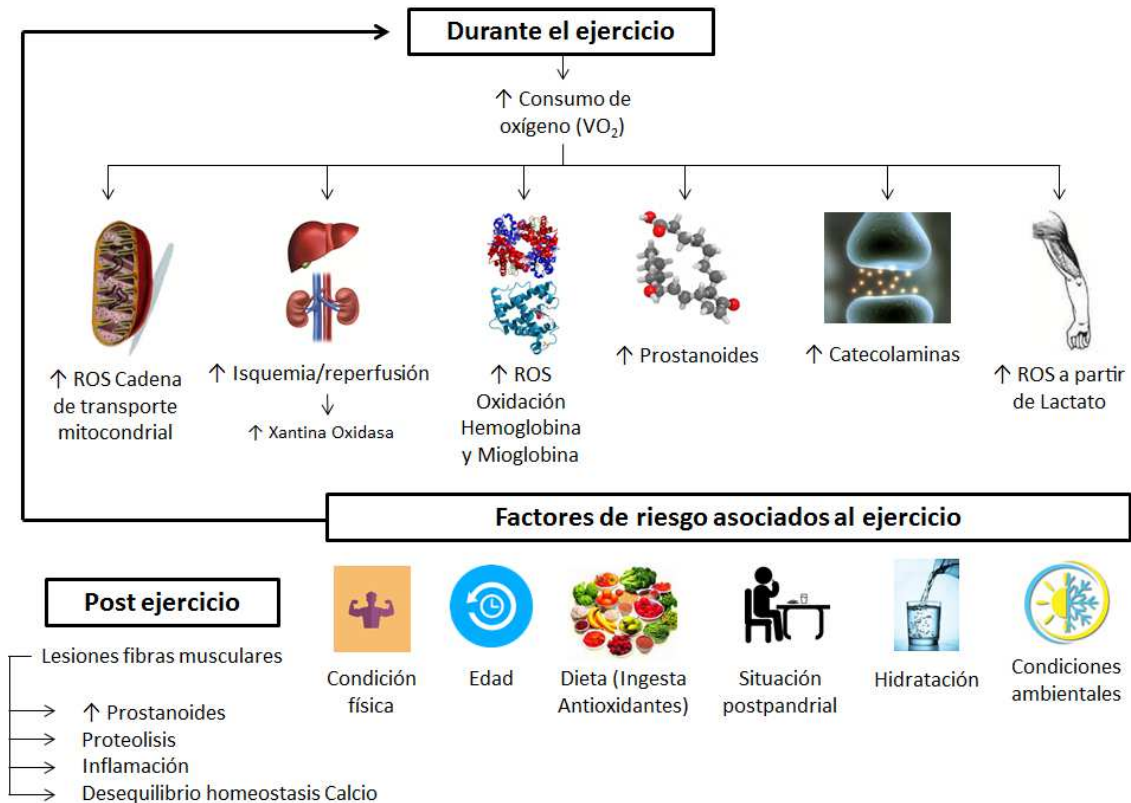 Durante el ejercicio
↑ Consumo de
oxígeno (VO₂)
↑ ROS Cadena
de transporte
mitocondrial
↑ Isquemia/reperfusión
↑ Xantina Oxidasa
↑ ROS
Oxidación
Hemoglobina
y Mioglobina
↑ Prostanoides
↑ Catecolaminas
↑ ROS a partir
de Lactato
Factores de riesgo asociados al ejercicio
Condición
física
Edad
Dieta (Ingesta
Antioxidantes)
Situación
postpandrial
Hidratación
Condiciones
ambientales
Post ejercicio
Lesiones fibras musculares
↑ Prostanoides
Proteolisis
Inflamación
Desequilibrio homeostasis Calcio